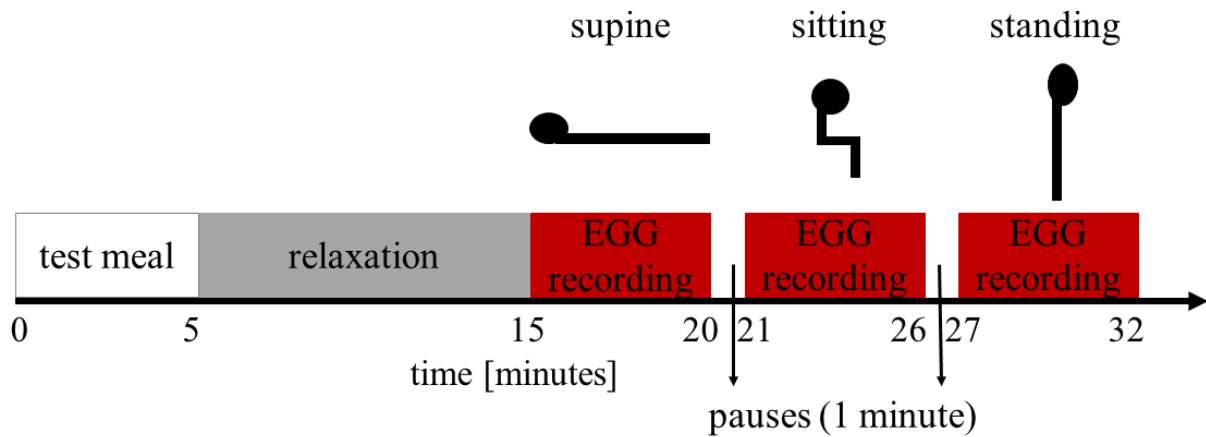 supine sitting standing
test meal relaxation EGG recording EGG recording EGG recording
0 5 15 20 21 26 27 32
time [minutes]
pauses (1 minute)